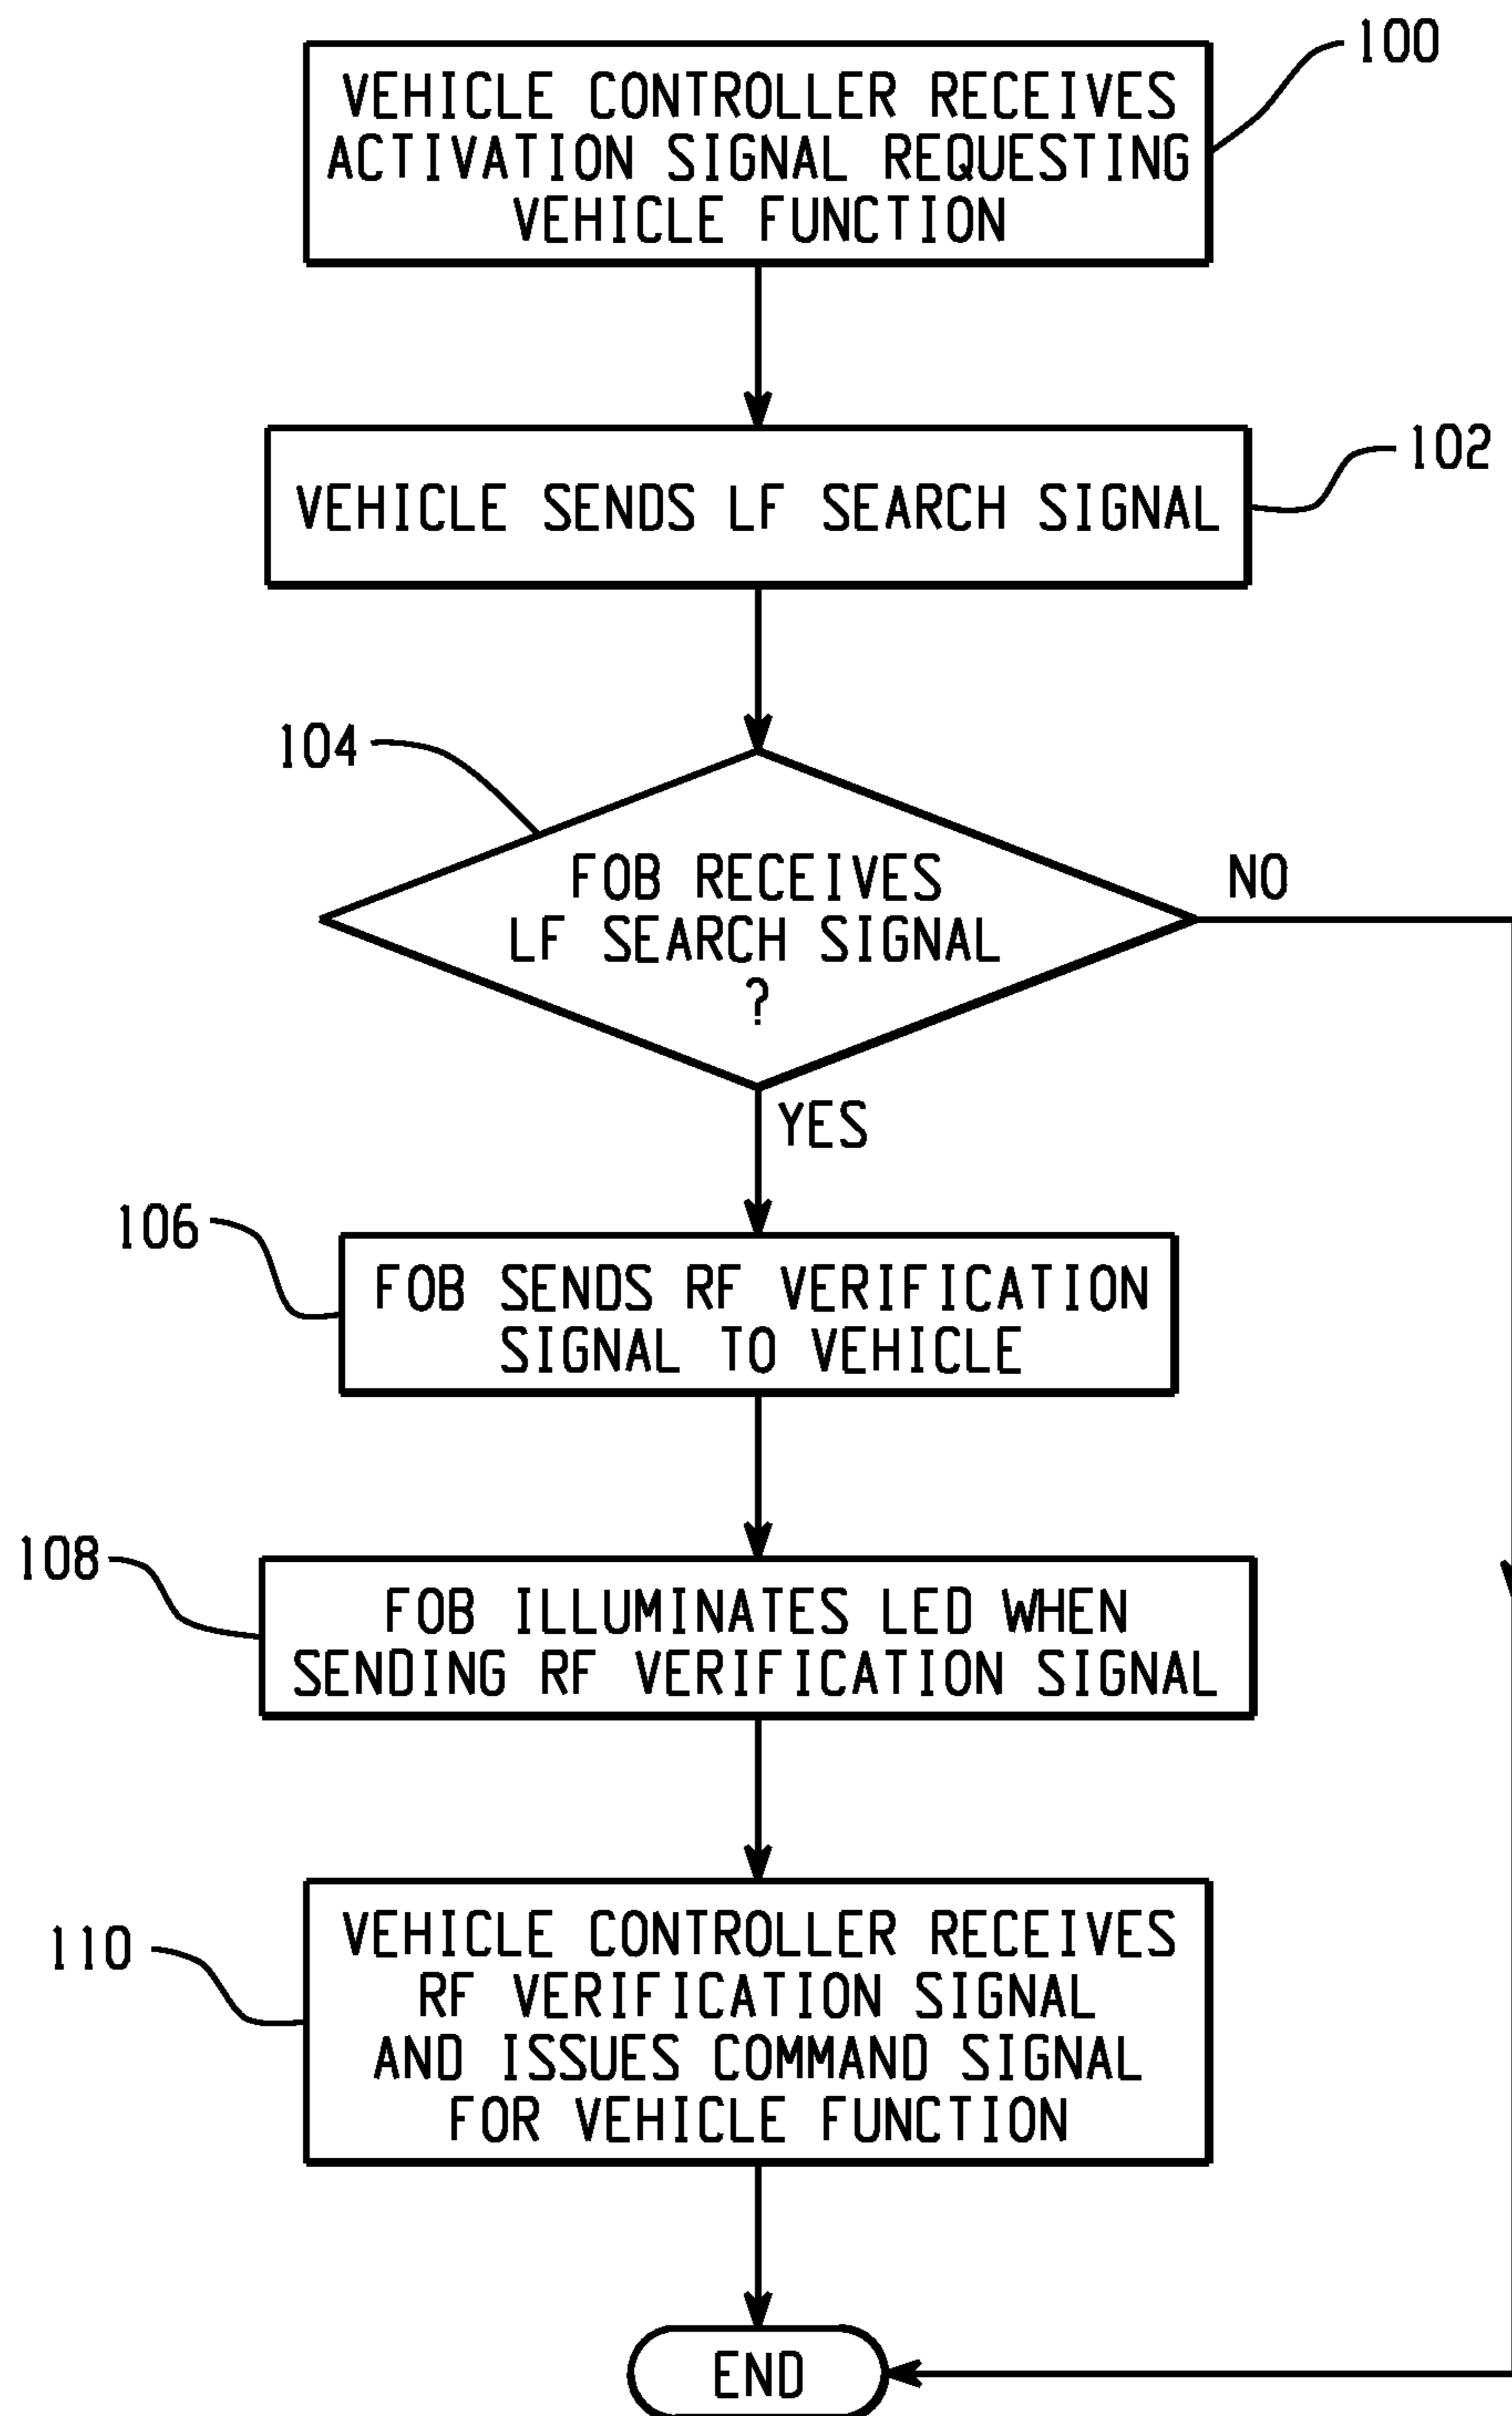 100
VEHICLE CONTROLLER RECEIVES
ACTIVATION SIGNAL REQUESTING
VEHICLE FUNCTION
102
VEHICLE SENDS LF SEARCH SIGNAL
104
FOB RECEIVES
LF SEARCH SIGNAL
?
NO
YES
106
FOB SENDS RF VERIFICATION
SIGNAL TO VEHICLE
108
FOB ILLUMINATES LED WHEN
SENDING RF VERIFICATION SIGNAL
110
VEHICLE CONTROLLER RECEIVES
RF VERIFICATION SIGNAL
AND ISSUES COMMAND SIGNAL
FOR VEHICLE FUNCTION
END